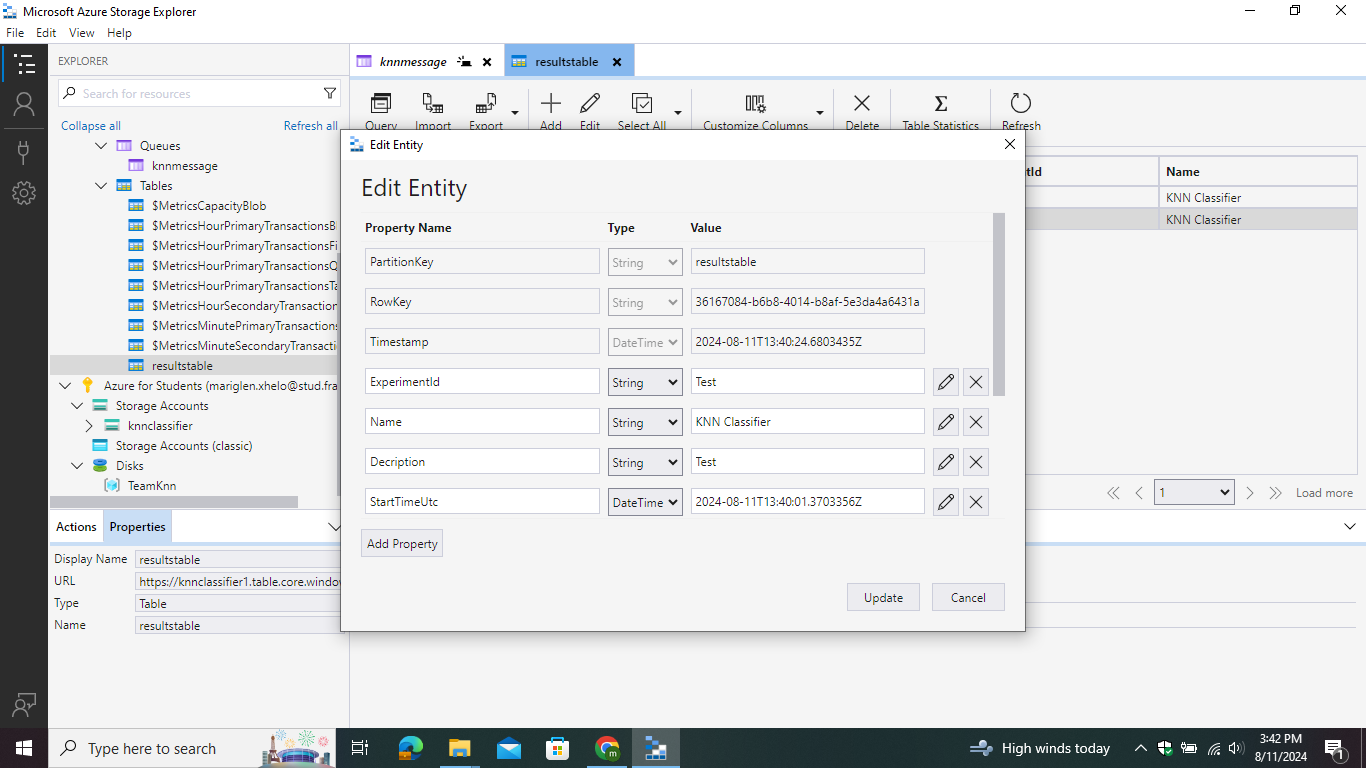 Microsoft Azure Storage Explorer
File Edit View Help
EXPLORER
Search for resources
Collapse all Refresh all
Queues
knnmessage
Tables
$MetricsCapacityBlob
$MetricsHourPrimaryTransactionsBl
$MetricsHourPrimaryTransactionsFi
$MetricsHourPrimaryTransactionsQ
$MetricsHourPrimaryTransactionsTa
$MetricsHourSecondaryTransaction
$MetricsMinutePrimaryTransactions
$MetricsMinuteSecondaryTransacti
resultstable
Azure for Students (mariglen.xhelo@stud.fra
Storage Accounts
knnclassifier
Storage Accounts (classic)
Disks
TeamKnn
Actions Properties
Display Name resultstable
URL https://knnclassifier1.table.core.window
Type Table
Name resultstable
knnmessage resultstable
Query Import Export Add Edit Select All Customize Columns Delete Table Statistics Refresh
tId Name
KNN Classifier
KNN Classifier
1 Load more
Edit Entity
Edit Entity
Property Name Type Value
PartitionKey String resultstable
RowKey String 36167084-b6b8-4014-b8af-5e3da4a6431a
Timestamp DateTime 2024-08-11T13:40:24.6803435Z
ExperimentId String Test
Name String KNN Classifier
Decription String Test
StartTimeUtc DateTime 2024-08-11T13:40:01.3703356Z
Add Property
Update Cancel
Type here to search
m
High winds today
3:42 PM
8/11/2024
1